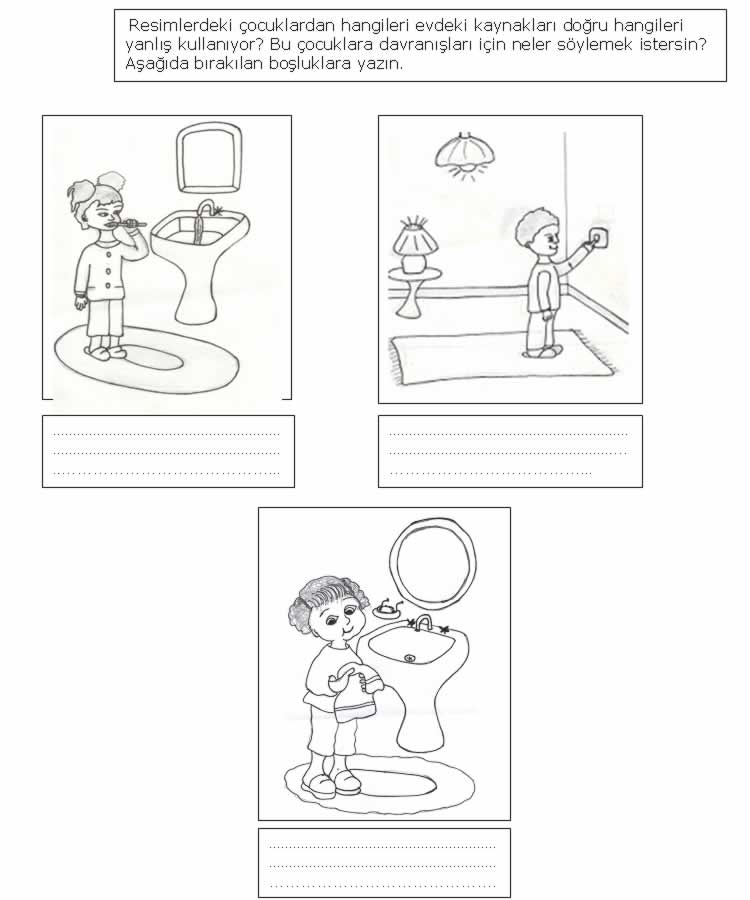 Resimlerdeki çocuklardan hangileri evdeki kaynakları doğru hangileri
yanlış kullanıyor? Bu çocuklara davranışları için neler söylemek istersin?
Aşağıda bırakılan boşluklara yazın.